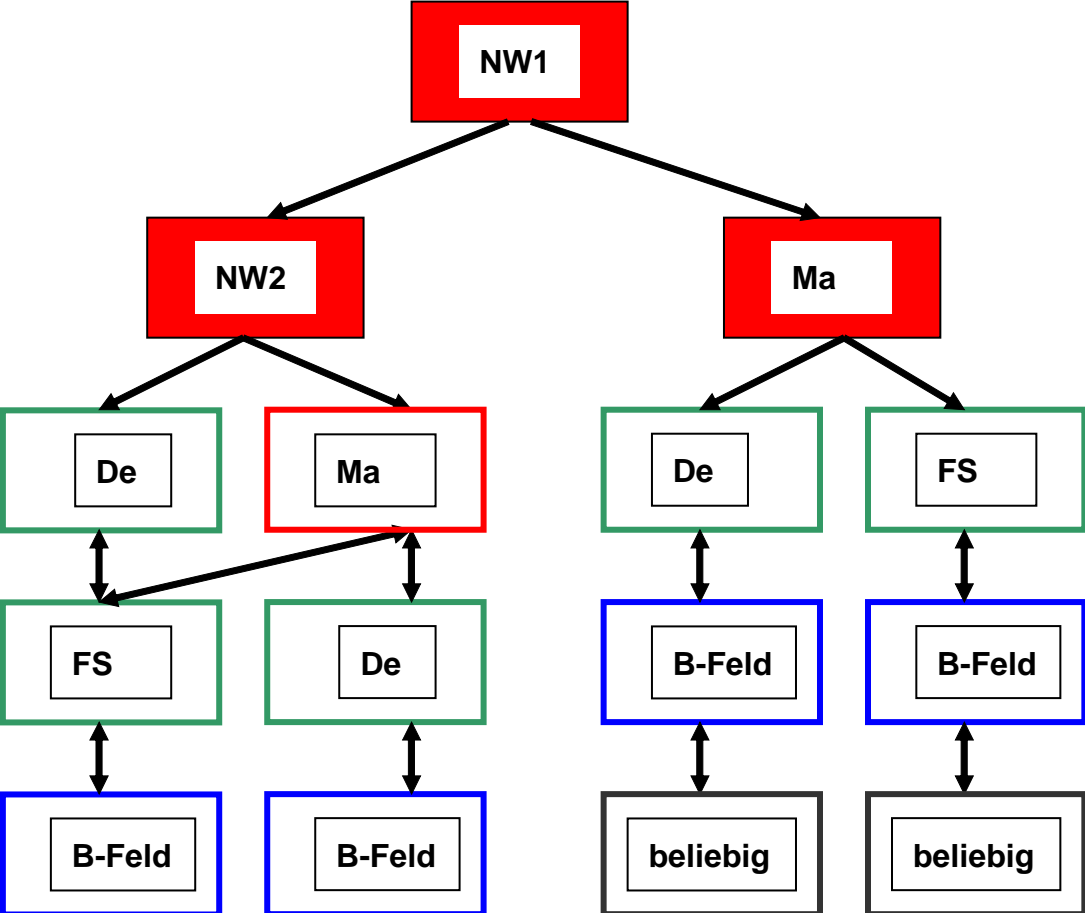 NW1
NW2
Ma
De
Ma
De
FS
FS
De
B-Feld
B-Feld
B-Feld
B-Feld
beliebig
beliebig